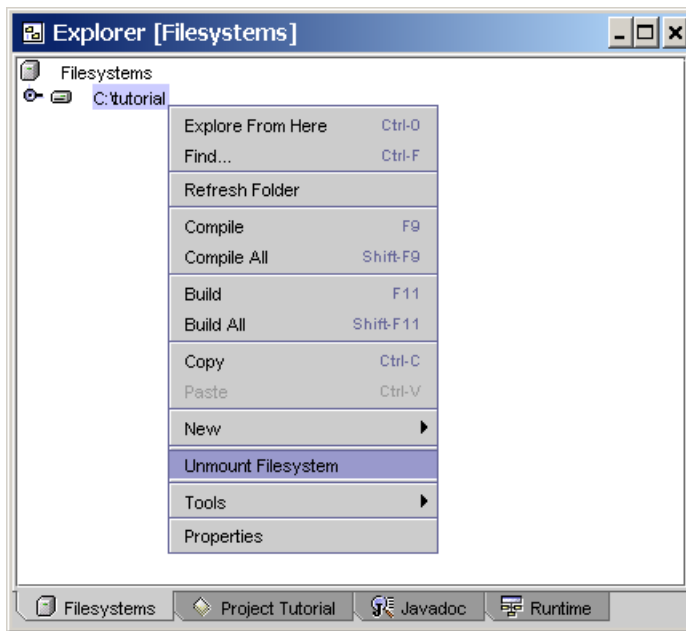 Explorer [Filesystems]
Filesystems
C:\tutorial
Explore From Here Ctrl-O
Find... Ctrl-F
Refresh Folder
Compile F9
Compile All Shift-F9
Build F11
Build All Shift-F11
Copy Ctrl-C
Paste Ctrl-V
New
Unmount Filesystem
Tools
Properties
Filesystems Project Tutorial Javadoc Runtime